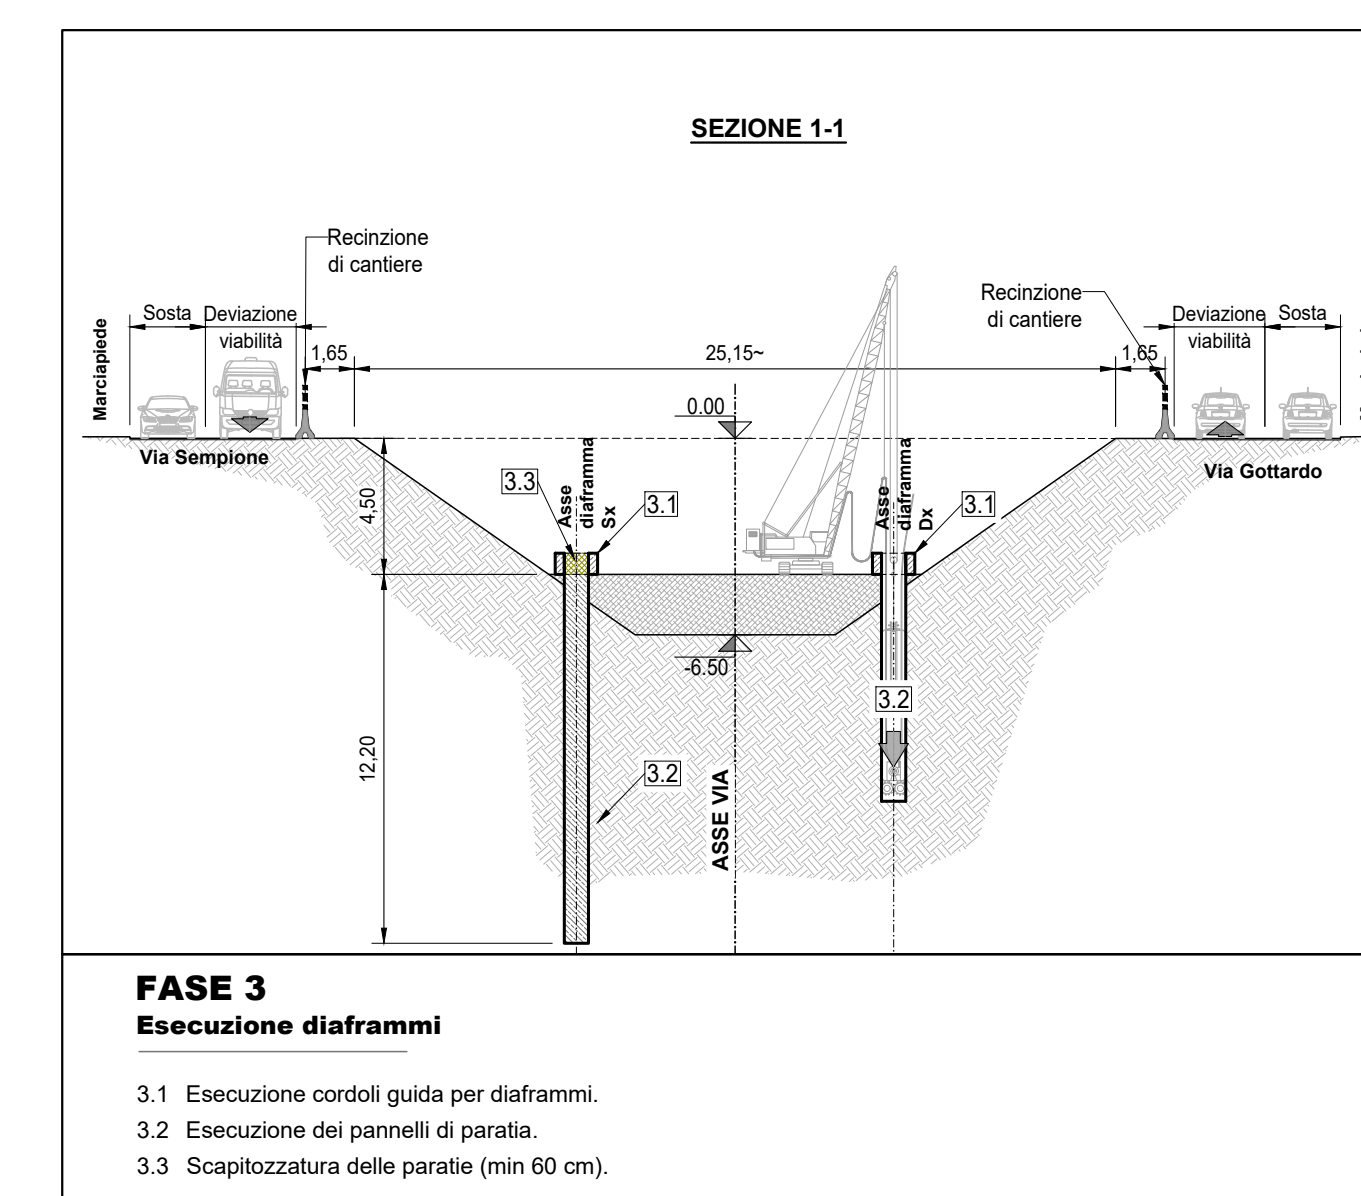 SEZIONE 1-1
Recinzione
di cantiere
Recinzione
di cantiere
Marciapiede
Sosta
Deviazione
viabilità
1,65
25,15~
1,65
Deviazione
viabilità
Sosta
0.00
Via Sempione
Via Gottardo
4,50
3.3
Asse
diaframma
Sx
3.1
Asse
diaframma
Dx
3.1
-6.50
3.2
12,20
3.2
ASSE VIA
FASE 3
Esecuzione diaframmi
3.1 Esecuzione cordoli guida per diaframmi.
3.2 Esecuzione dei pannelli di paratia.
3.3 Scapitozzatura delle paratie (min 60 cm).